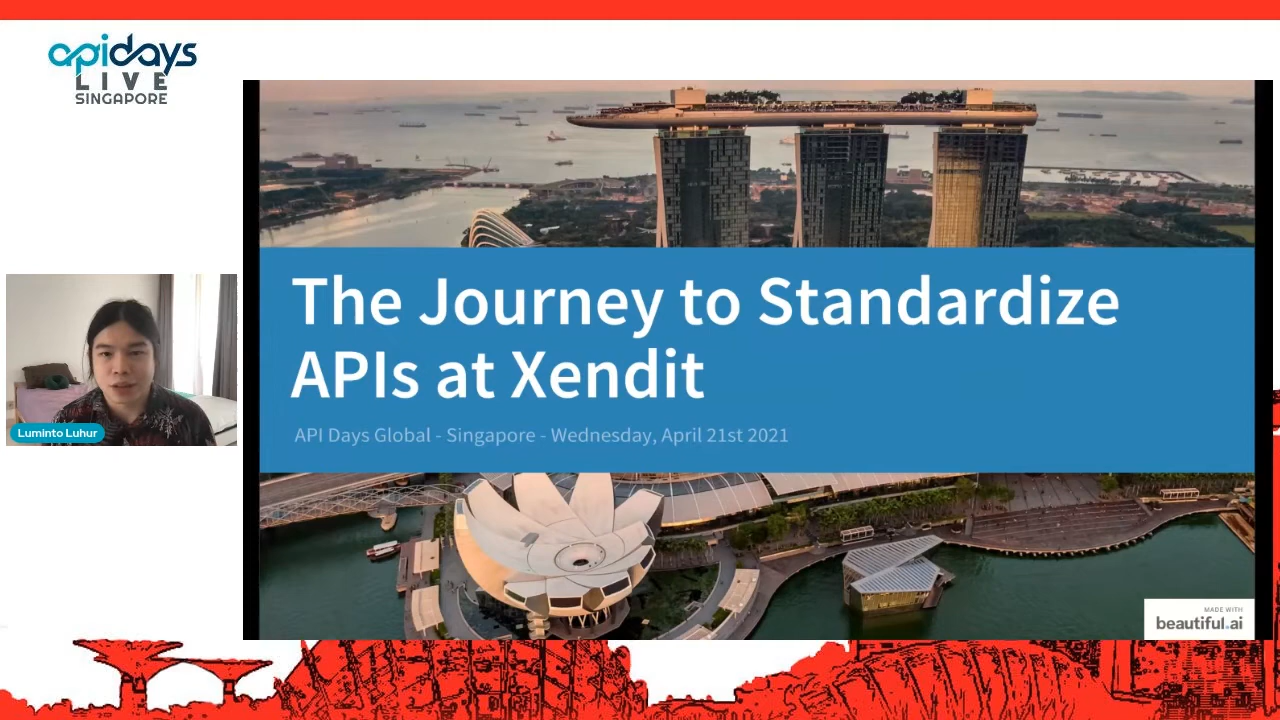 apidays
LIVE
SINGAPORE
The Journey to Standardize
APIs at Xendit
API Days Global - Singapore - Wednesday, April 21st 2021
Luminto Luhur
MADE WITH
beautiful.ai